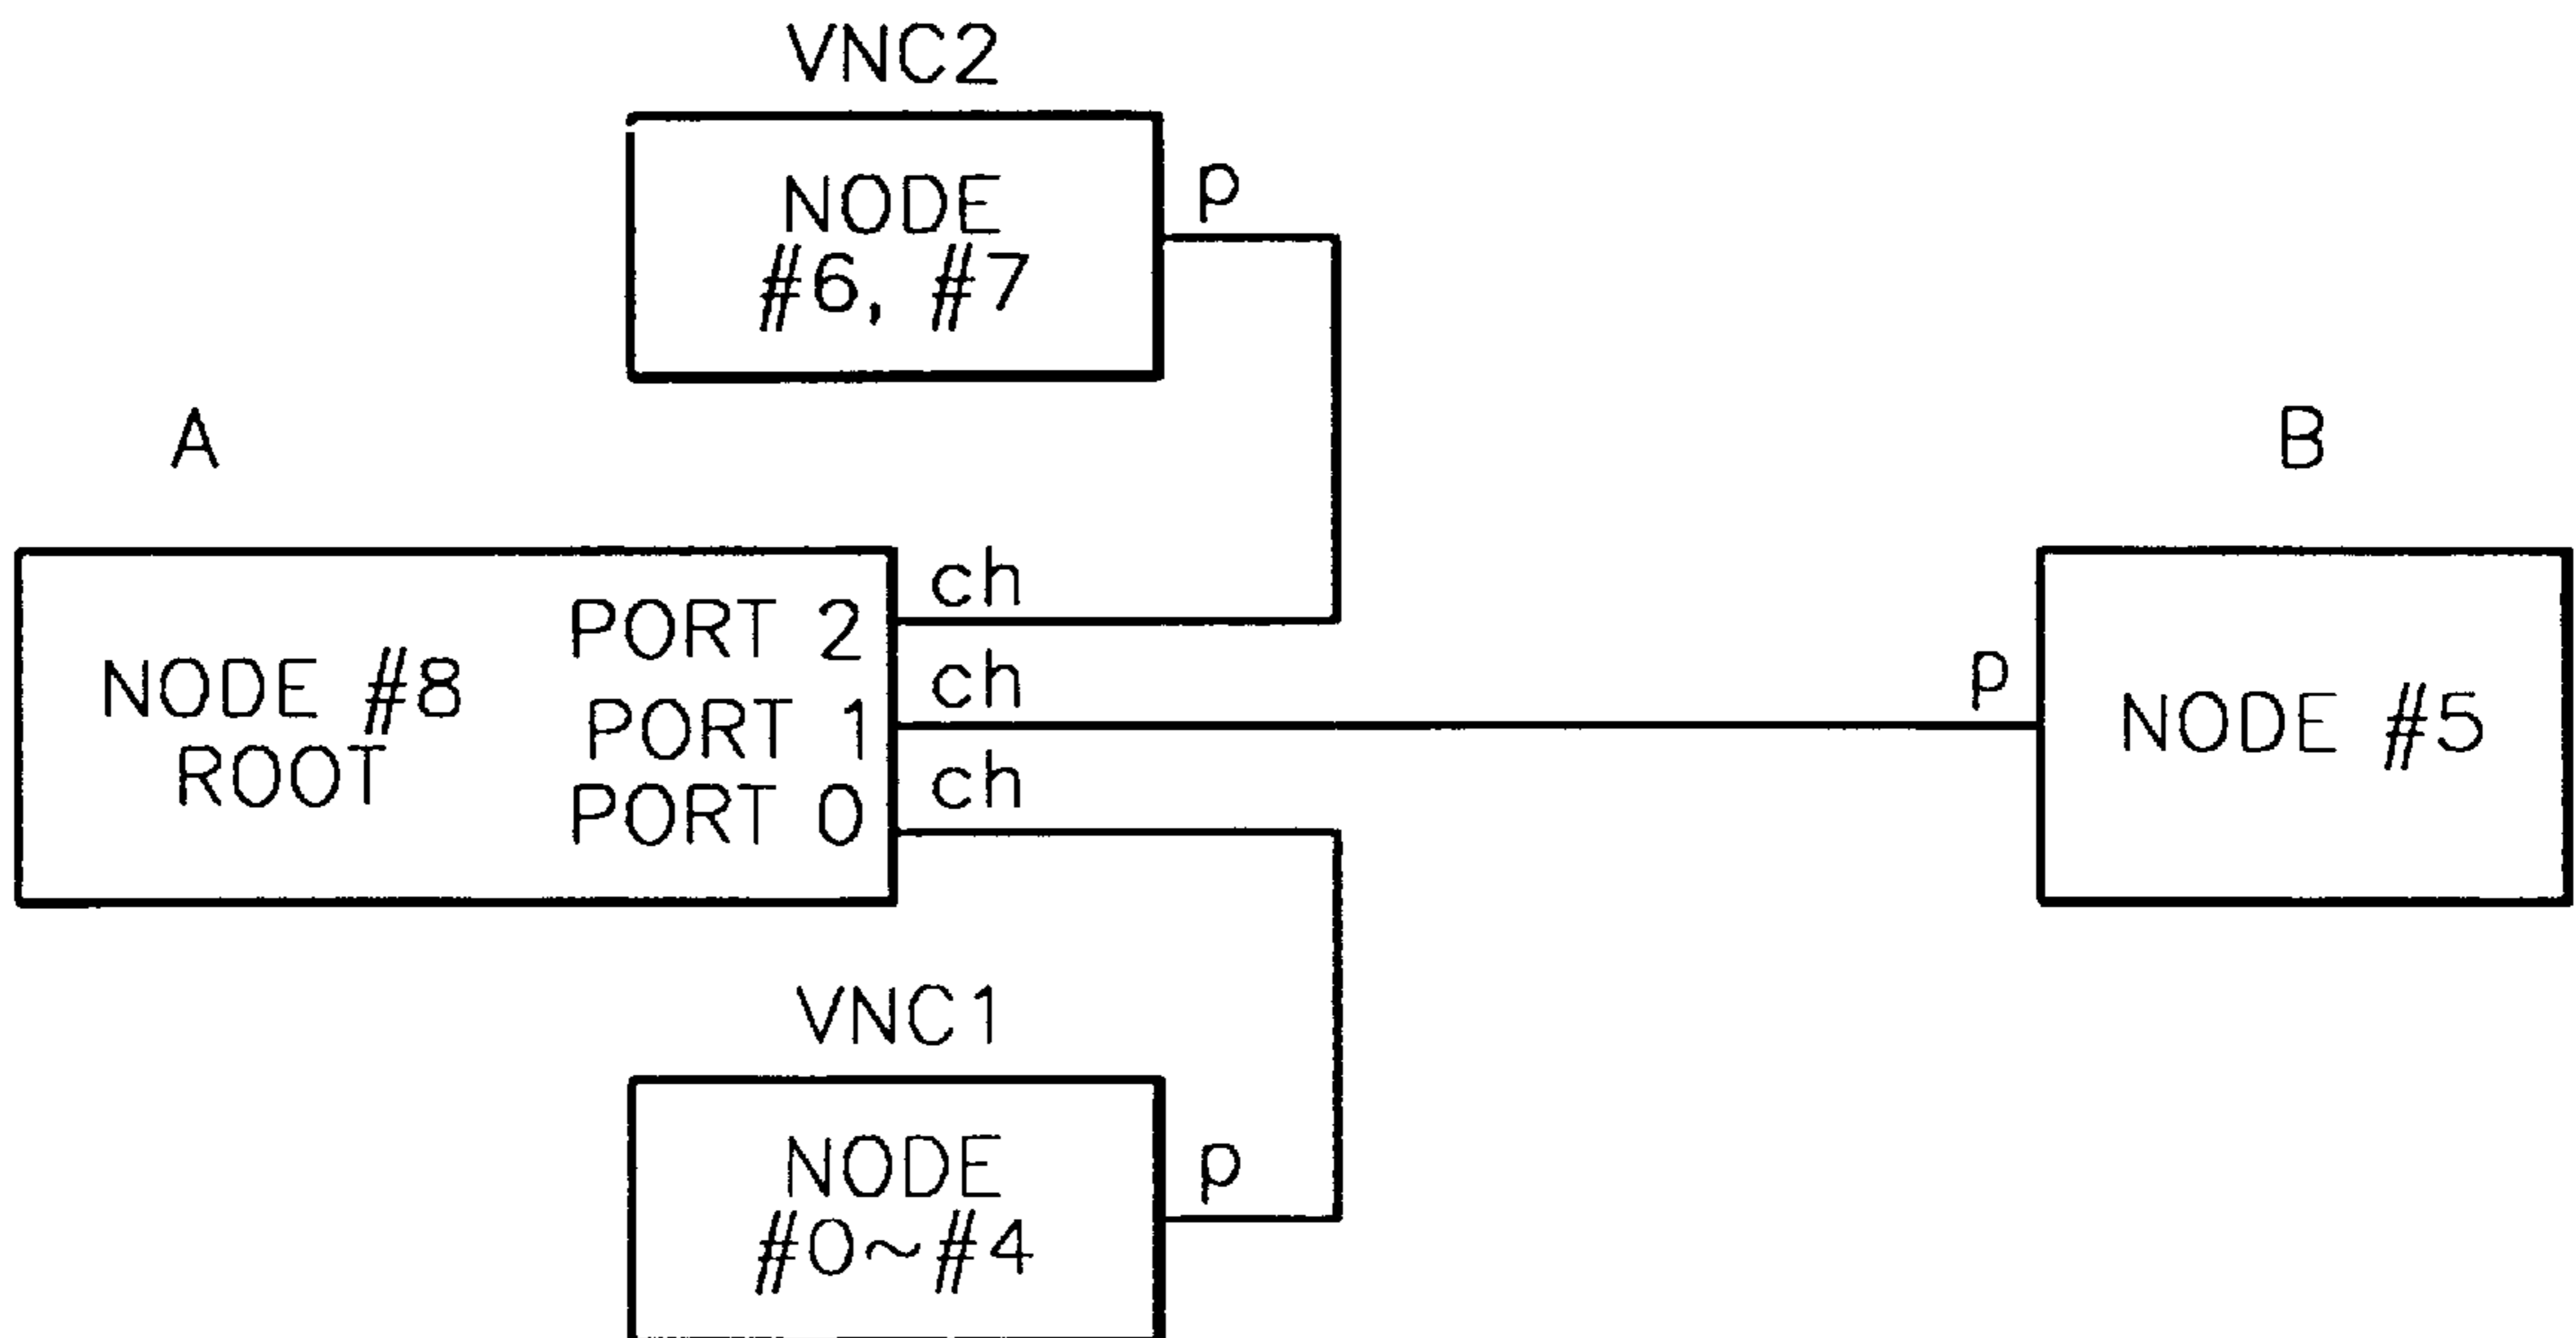 VNC2
NODE
#6, #7
p
A
B
ch
PORT 2
NODE #8
ROOT
ch
PORT 1
ch
PORT 0
p
NODE #5
VNC1
NODE
#0~#4
p